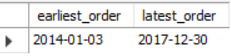 earliest_order latest_order
2014-01-03 2017-12-30